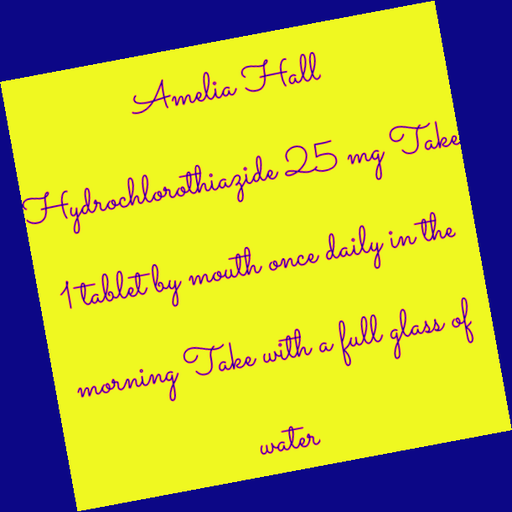 Amelia Hall
Hydrochlorothiazide 25 mg Take
1 tablet by mouth once daily in the
morning Take with a full glass of
water